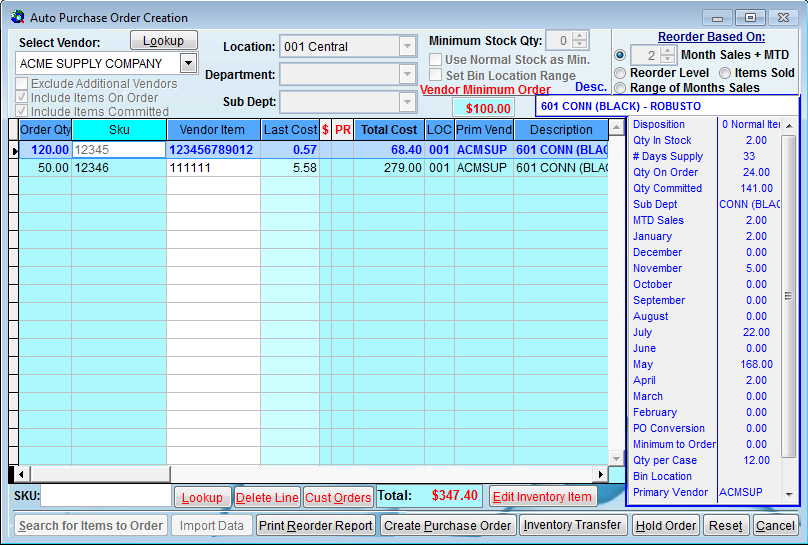 Auto Purchase Order Creation
Select Vendor: Lookup
ACME SUPPLY COMPANY
Exclude Additional Vendors
Include Items On Order
Include Items Committed
Location: 001 Central
Department:
Sub Dept:
Minimum Stock Qty: 0
Use Normal Stock as Min.
Set Bin Location Range
Vendor Minimum Order
$100.00
Desc.
Reorder Based On:
2 Month Sales + MTD
Reorder Level Items Sold
Range of Months Sales
601 CONN (BLACK) - ROBUSTO
Order Qty Sku Vendor Item Last Cost $ PR Total Cost LOC Prim Vend Description
120.00 12345 123456789012 0.57 68.40 001 ACMSUP 601 CONN (BLAC
50.00 12346 111111 5.58 279.00 001 ACMSUP 601 CONN (BLAC
Disposition 0 Normal Iter
Qty In Stock 2.00
# Days Supply 33
Qty On Order 24.00
Qty Committed 141.00
Sub Dept CONN (BLAC
MTD Sales 2.00
January 2.00
December 0.00
November 5.00
October 0.00
September 0.00
August 0.00
July 22.00
June 0.00
May 168.00
April 2.00
March 0.00
February 0.00
PO Conversion 0.00
Minimum to Order 0.00
Qty per Case 12.00
Bin Location
Primary Vendor ACMSUP
SKU: Lookup Delete Line Cust Orders Total: $347.40 Edit Inventory Item
Search for Items to Order Import Data Print Reorder Report Create Purchase Order Inventory Transfer Hold Order Reset Cancel